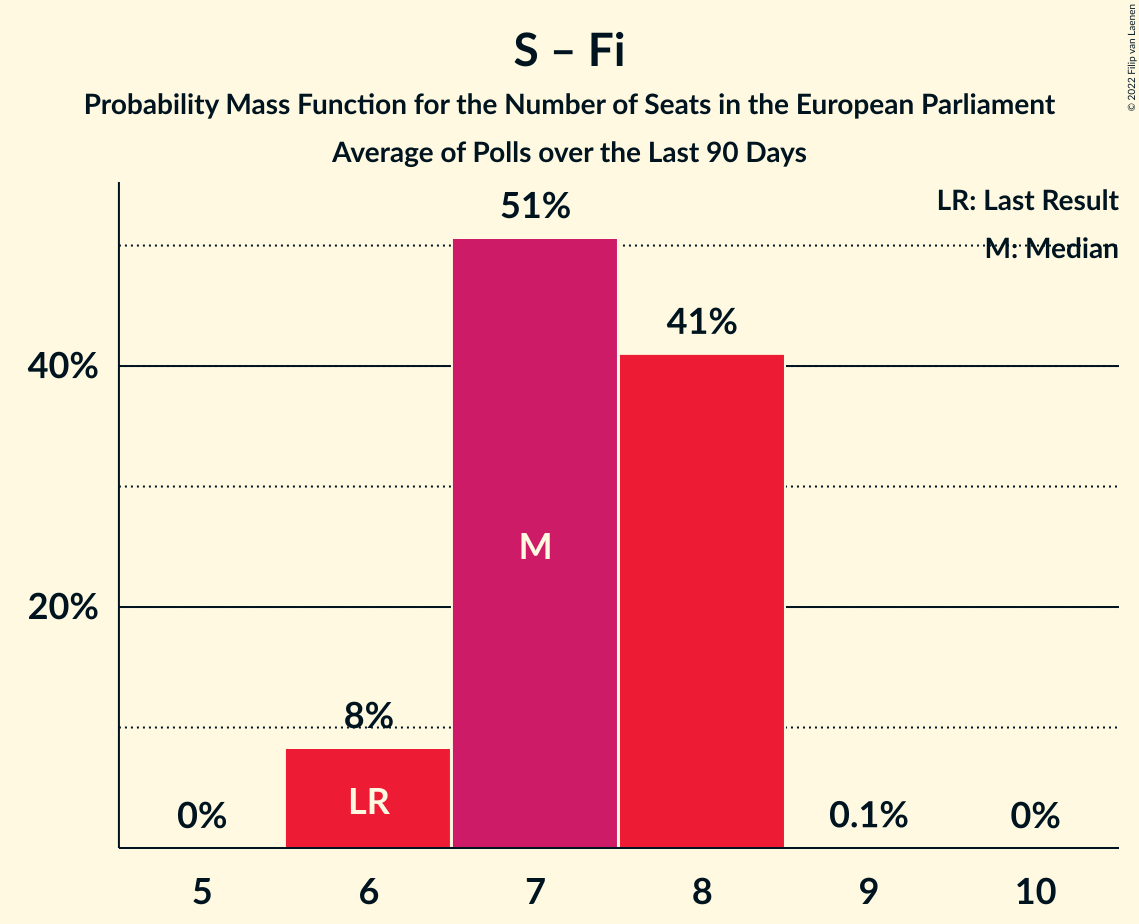 S – Fi
Probability Mass Function for the Number of Seats in the European Parliament
Average of Polls over the Last 90 Days
© 2022 Filip van Laenen
LR: Last Result
M: Median
51%
41%
40%
M
20%
8%
LR
0%
0.1%
0%
5 6 7 8 9 10